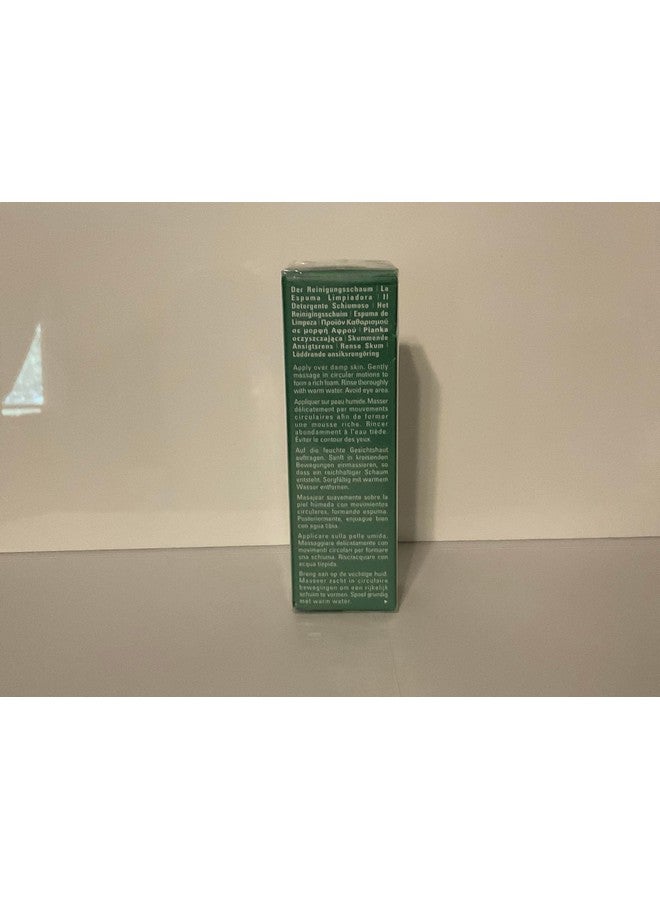 Der Reinigungsschaum | La
Espuma Limpiadora | Il
Detergente Schiumoso | Het
Reinigingsschuim | Espuma de
Limpeza | Προϊόν Καθαρισμού
σε μορφή Αφρού | Pianka
oczyszczająca | Skummende
Ansigtsrens | Rense Skum |
Löddrande ansiksrengöring
Apply over damp skin. Gently
massage in circular motions to
form a rich foam. Rinse thoroughly
with warm water. Avoid eye area.
Appliquer sur peau humide. Masser
délicatement par mouvements
circulaires afin de former
une mousse riche. Rincer
abondamment à l'eau tiède.
Eviter le contour des yeux.
Auf die feuchte Gesichtshaut
auftragen. Sanft in kreisenden
Bewegungen einmassieren, so
dass ein reichhaltiger Schaum
entsteht. Sorgfältig mit warmem
Wasser entfernen.
Masajear suavemente sobre la
piel húmeda con movimientos
circulares, formando espuma.
Posteriormente, enjuague bien
con agua tibia.
Applicare sulla pelle umida.
Massaggiare delicatamente con
movimenti circolari per formare
una schiuma. Risciacquare con
acqua tiepida.
Breng aan op de vochtige huid.
Masseer zacht in circulaire
bewegingen om een rijkelijk
schuim te vormen. Spoel grundig
met warm water.